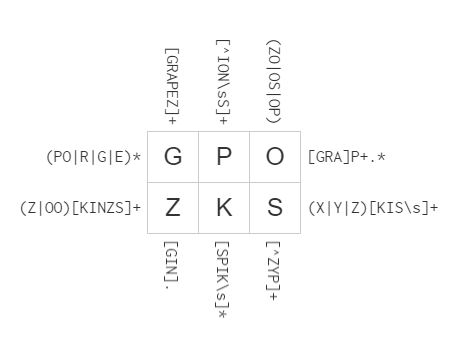 [GRAPEZ]+
[^ION\sS]+
(ZO|OS|OP)
(PO|R|G|E)* G P O [GRA]P+.*
(Z|OO)[KINZS]+ Z K S (X|Y|Z)[KIS\s]+
[GIN].
[SPIK\s]*
[^ZYP]+